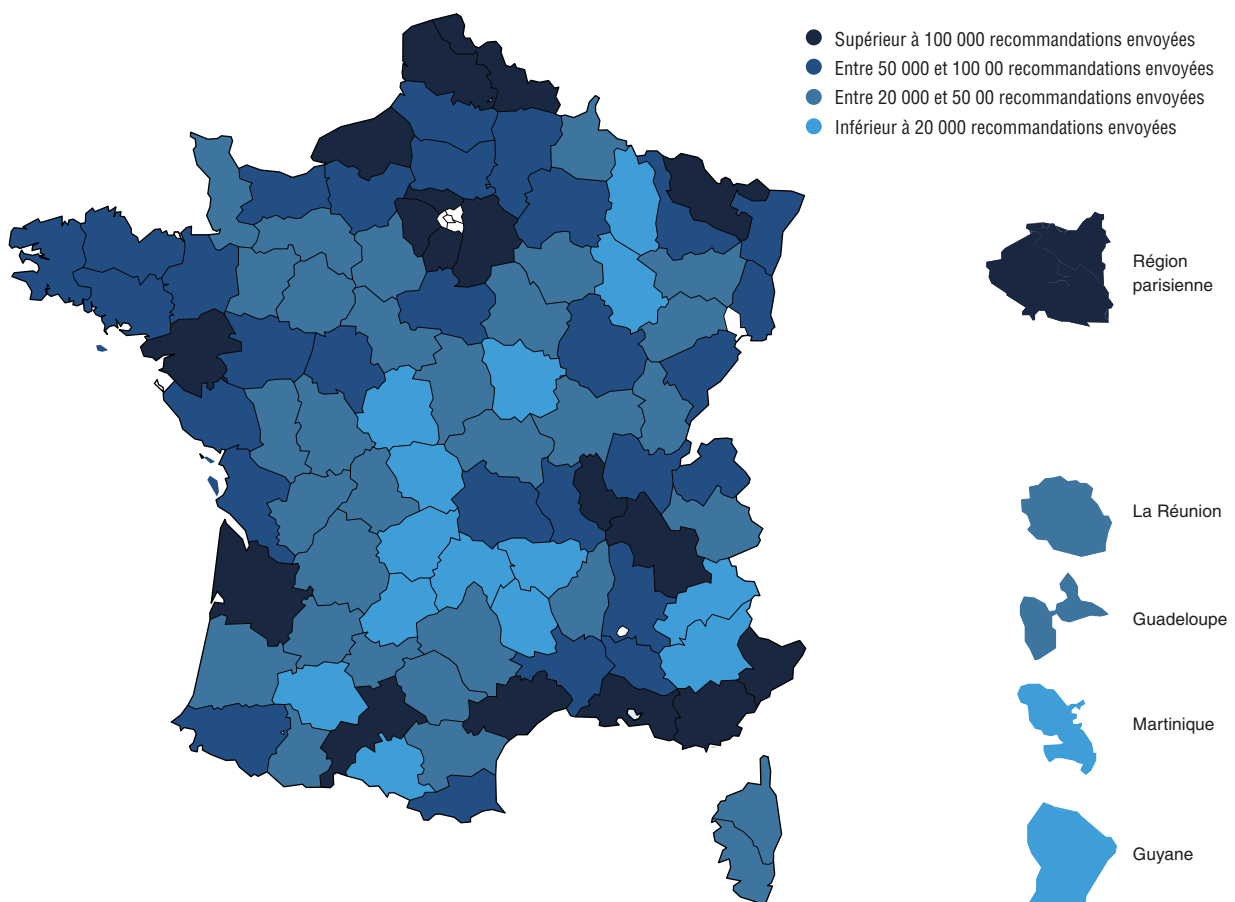 Supérieur à 100 000 recommandations envoyées
Entre 50 000 et 100 00 recommandations envoyées
Entre 20 000 et 50 00 recommandations envoyées
Inférieur à 20 000 recommandations envoyées
Région
parisienne
La Réunion
Guadeloupe
Martinique
Guyane